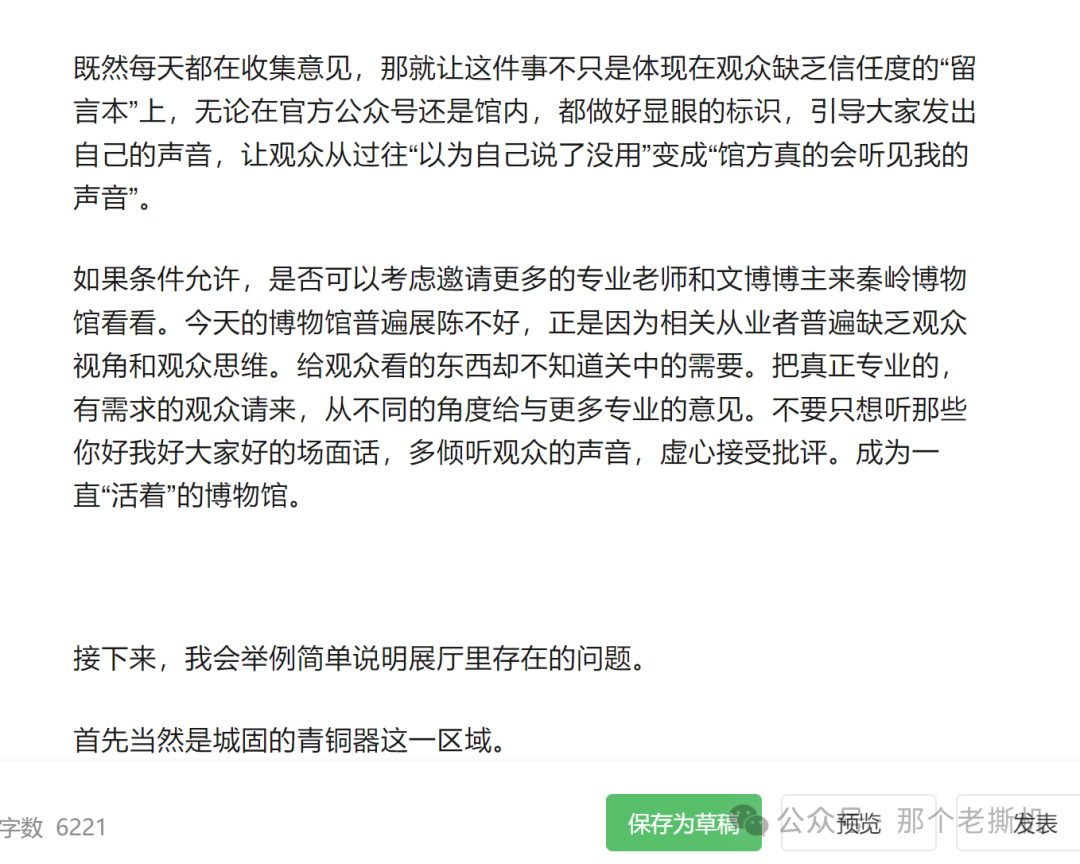 既然每天都在收集意见，那就让这件事不只是体现在观众缺乏信任度的“留
言本”上，无论在官方公众号还是馆内，都做好显眼的标识，引导大家发出
自己的声音，让观众从过往“以为自己说了没用”变成“馆方真的会听见我的
声音”。
如果条件允许，是否可以考虑邀请更多的专业老师和文博博主来秦岭博物
馆看看。今天的博物馆普遍展陈不好，正是因为相关从业者普遍缺乏观众
视角和观众思维。给观众看的东西却不知道关中的需要。把真正专业的，
有需求的观众请来，从不同的角度给与更多专业的意见。不要只想听那些
你好我好大家好的场面话，多倾听观众的声音，虚心接受批评。成为一
直“活着”的博物馆。
接下来，我会举例简单说明展厅里存在的问题。
首先当然是城固的青铜器这一区域。
字数 6221
保存为草稿
预览
发表
公众号 那个老撕机